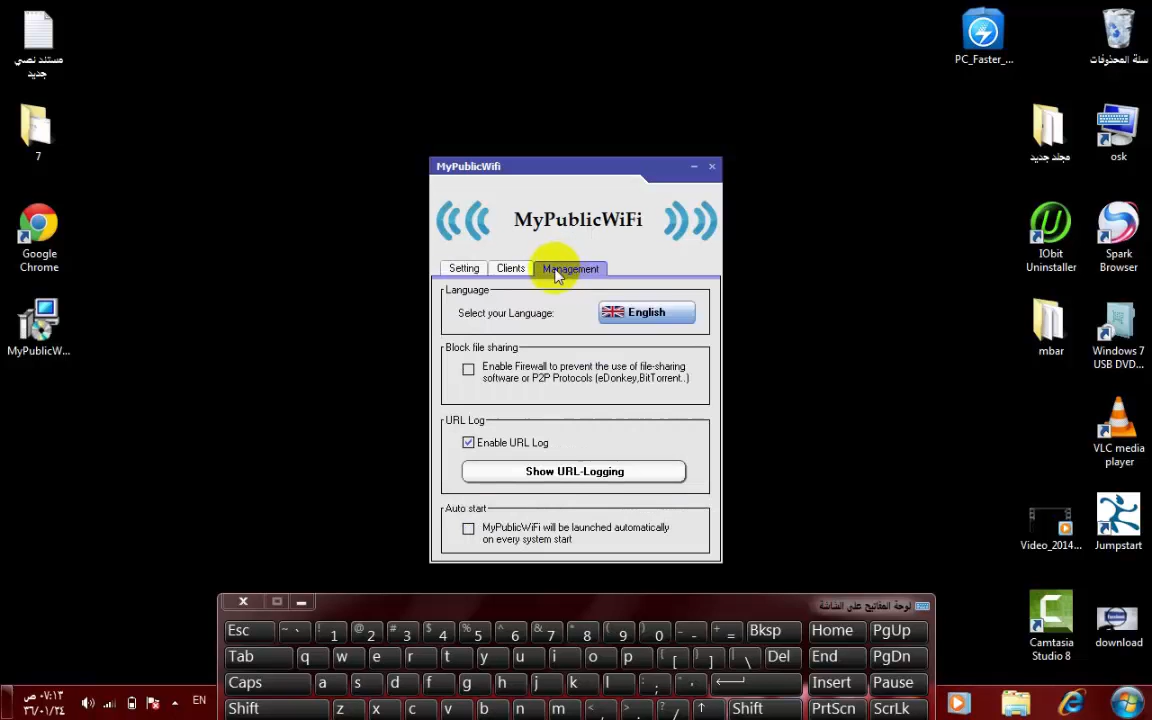 مستند نصي
جديد
7
Google
Chrome
MyPublicW...
PC_Faster_...
سلة المحذوفات
مجلد جديد
osk
IObit
Uninstaller
Spark
Browser
mbar
Windows 7
USB DVD...
VLC media
player
Video_2014...
Jumpstart
Camtasia
Studio 8
download
MyPublicWifi
MyPublicWiFi
Setting
Clients
Management
Language
Select your Language:
English
Block file sharing
Enable Firewall to prevent the use of file-sharing
software or P2P Protocols (eDonkey,BitTorrent..)
URL Log
Enable URL Log
Show URL-Logging
Auto start
MyPublicWiFi will be launched automatically
on every system start
لوحة المفاتيح على الشاشة
Esc ~ ` ! 1 @ 2 # 3 $ 4 % 5 ^ 6 & 7 * 8 ( 9 ) 0 _ - + = Bksp Home PgUp
Tab q w e r t y u i o p { [ } ] | \ Del End PgDn
Caps a s d f g h j k l : ; " ' Insert Pause
Shift z x c v b n m < , > . ? / Shift PrtScn ScrLk
EN
٠٧:١٣ ص
٣٦/٠١/٢٤